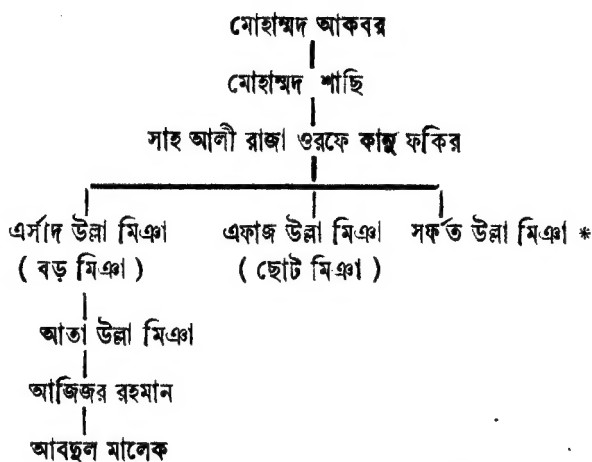 মোহাম্মদ আকবর
মোহাম্মদ শাছি
সাহ আলী রাজা ওরফে কানু ফকির
এর্সাদ উল্লা মিঞা এফাজ উল্লা মিঞা সর্ফত উল্লা মিঞা *
( বড় মিঞা ) ( ছোট মিঞা )
আতা উল্লা মিঞা
আজিজর রহমান
আবদুল মালেক